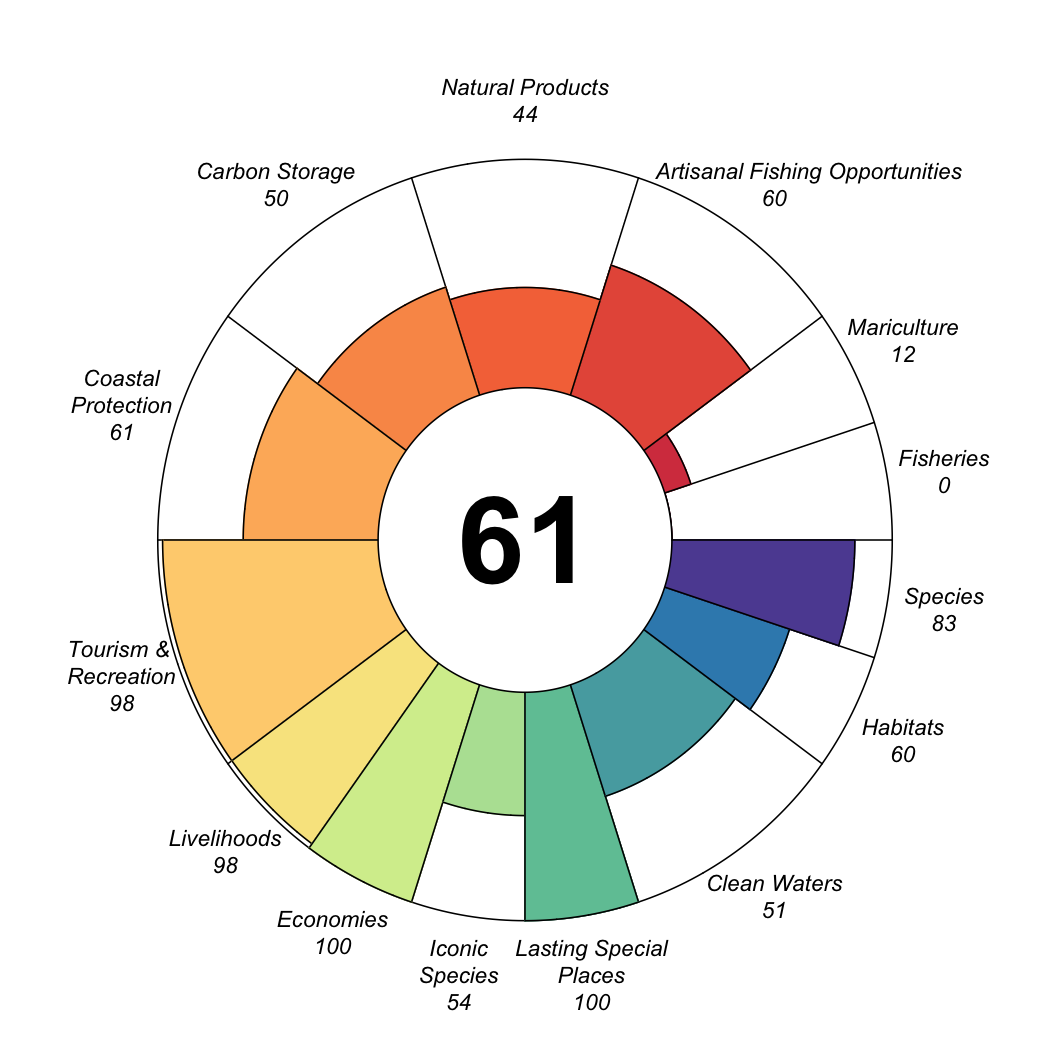 Natural Products
44
Carbon Storage
50
Artisanal Fishing Opportunities
60
Mariculture
12
Coastal
Protection
61
Fisheries
0
61
Species
83
Tourism &
Recreation
98
Habitats
60
Livelihoods
98
Clean Waters
51
Economies
100
Iconic
Species
54
Lasting Special
Places
100